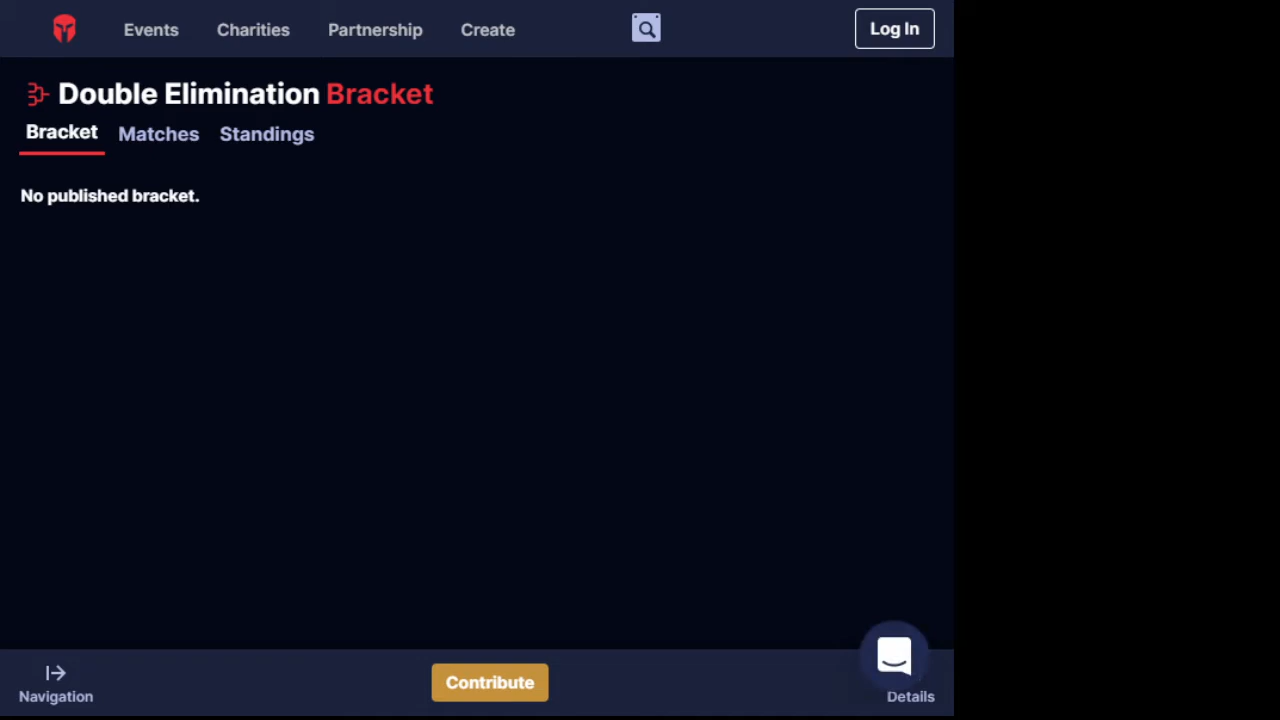 Events Charities Partnership Create Log In
Double Elimination Bracket
Bracket Matches Standings
No published bracket.
Contribute
Navigation
Details